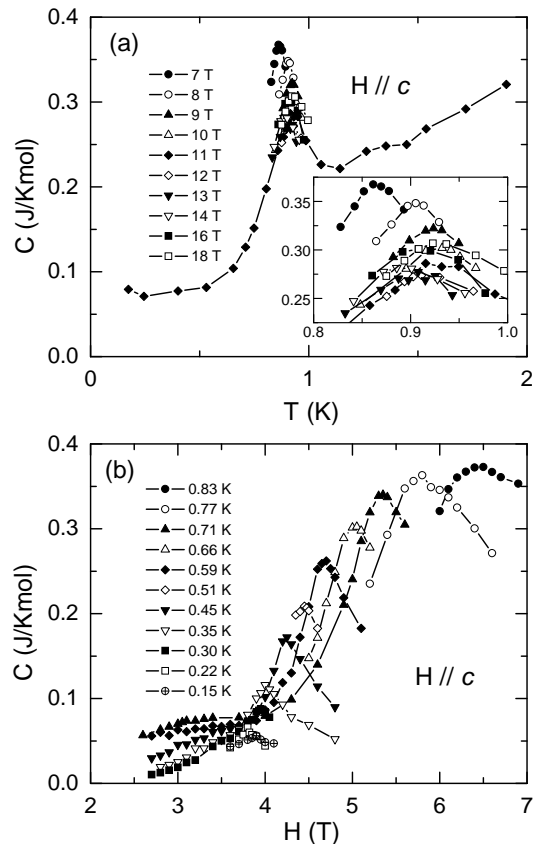 (a)
H // c
7 T
8 T
9 T
10 T
11 T
12 T
13 T
14 T
16 T
18 T
C (J/Kmol)
0.4
0.3
0.2
0.1
0.0
0.35
0.30
0.25
0.8 0.9 1.0
0 1 2
T (K)
(b)
0.83 K
0.77 K
0.71 K
0.66 K
0.59 K
0.51 K
0.45 K
0.35 K
0.30 K
0.22 K
0.15 K
H // c
C (J/Kmol)
0.4
0.3
0.2
0.1
0.0
2 3 4 5 6 7
H (T)